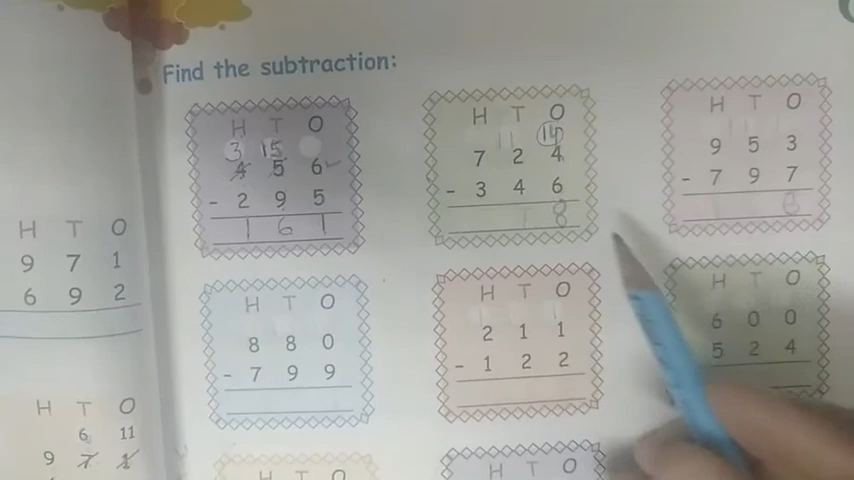 Find the subtraction:
H T O
3 15
4 5 6
- 2 9 5
1 6 1
H T O
11 14
7 2 4
- 3 4 6
8
H T O
9 5 3
- 7 9 7
8
H T O
9 7 1
6 9 2
H T O
8 8 0
- 7 9 9
H T O
2 1 1
- 1 2 2
H T O
6 0 0
5 2 4
H T O
6 11
9 7 1
H T O
H T O